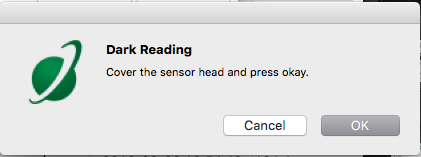 Dark Reading
Cover the sensor head and press okay.
Cancel
OK